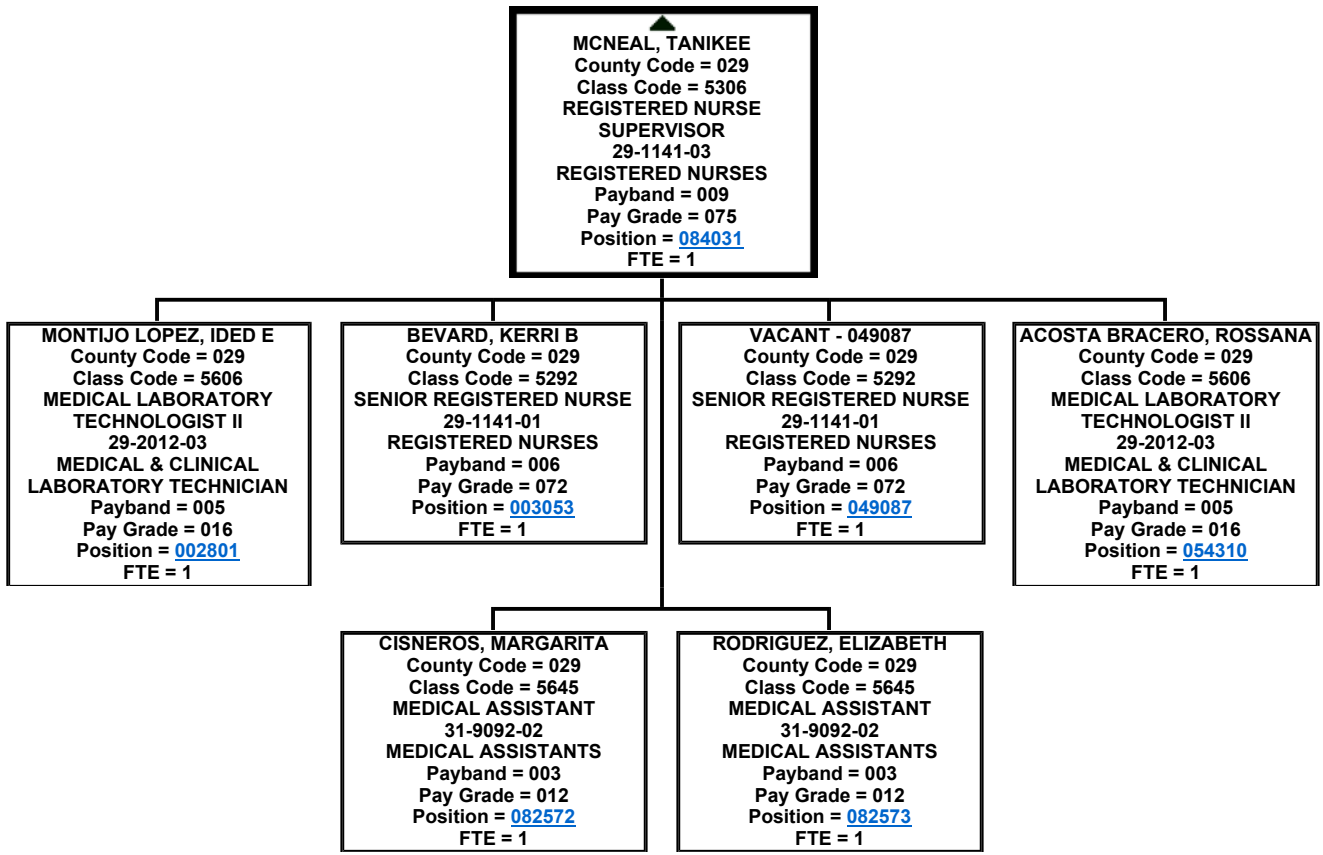 MCNEAL, TANIKEE
County Code = 029
Class Code = 5306
REGISTERED NURSE
SUPERVISOR
29-1141-03
REGISTERED NURSES
Payband = 009
Pay Grade = 075
Position = 084031
FTE = 1
MONTIJO LOPEZ, IDED E
County Code = 029
Class Code = 5606
MEDICAL LABORATORY
TECHNOLOGIST II
29-2012-03
MEDICAL & CLINICAL
LABORATORY TECHNICIAN
Payband = 005
Pay Grade = 016
Position = 002801
FTE = 1
BEVARD, KERRI B
County Code = 029
Class Code = 5292
SENIOR REGISTERED NURSE
29-1141-01
REGISTERED NURSES
Payband = 006
Pay Grade = 072
Position = 003053
FTE = 1
VACANT - 049087
County Code = 029
Class Code = 5292
SENIOR REGISTERED NURSE
29-1141-01
REGISTERED NURSES
Payband = 006
Pay Grade = 072
Position = 049087
FTE = 1
ACOSTA BRACERO, ROSSANA
County Code = 029
Class Code = 5606
MEDICAL LABORATORY
TECHNOLOGIST II
29-2012-03
MEDICAL & CLINICAL
LABORATORY TECHNICIAN
Payband = 005
Pay Grade = 016
Position = 054310
FTE = 1
CISNEROS, MARGARITA
County Code = 029
Class Code = 5645
MEDICAL ASSISTANT
31-9092-02
MEDICAL ASSISTANTS
Payband = 003
Pay Grade = 012
Position = 082572
FTE = 1
RODRIGUEZ, ELIZABETH
County Code = 029
Class Code = 5645
MEDICAL ASSISTANT
31-9092-02
MEDICAL ASSISTANTS
Payband = 003
Pay Grade = 012
Position = 082573
FTE = 1